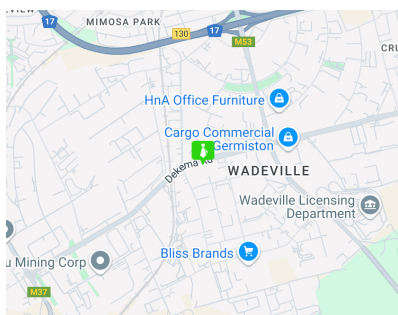 MIMOSA PARK
17
130
17
M53
CRU
HnA Office Furniture
Cargo Commercial
Germiston
Dekema Rd
WADEVILLE
Wadeville Licensing
Department
Bliss Brands
u Mining Corp
M37